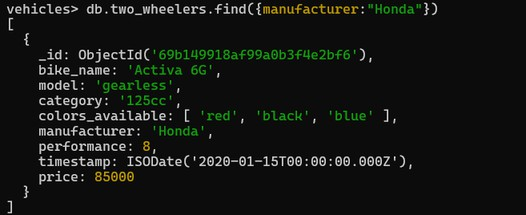 vehicles> db.two_wheelers.find({manufacturer:"Honda"})
[
  {
    _id: ObjectId('69b149918af99a0b3f4e2bf6'),
    bike_name: 'Activa 6G',
    model: 'gearless',
    category: '125cc',
    colors_available: [ 'red', 'black', 'blue' ],
    manufacturer: 'Honda',
    performance: 8,
    timestamp: ISODate('2020-01-15T00:00:00.000Z'),
    price: 85000
  }
]